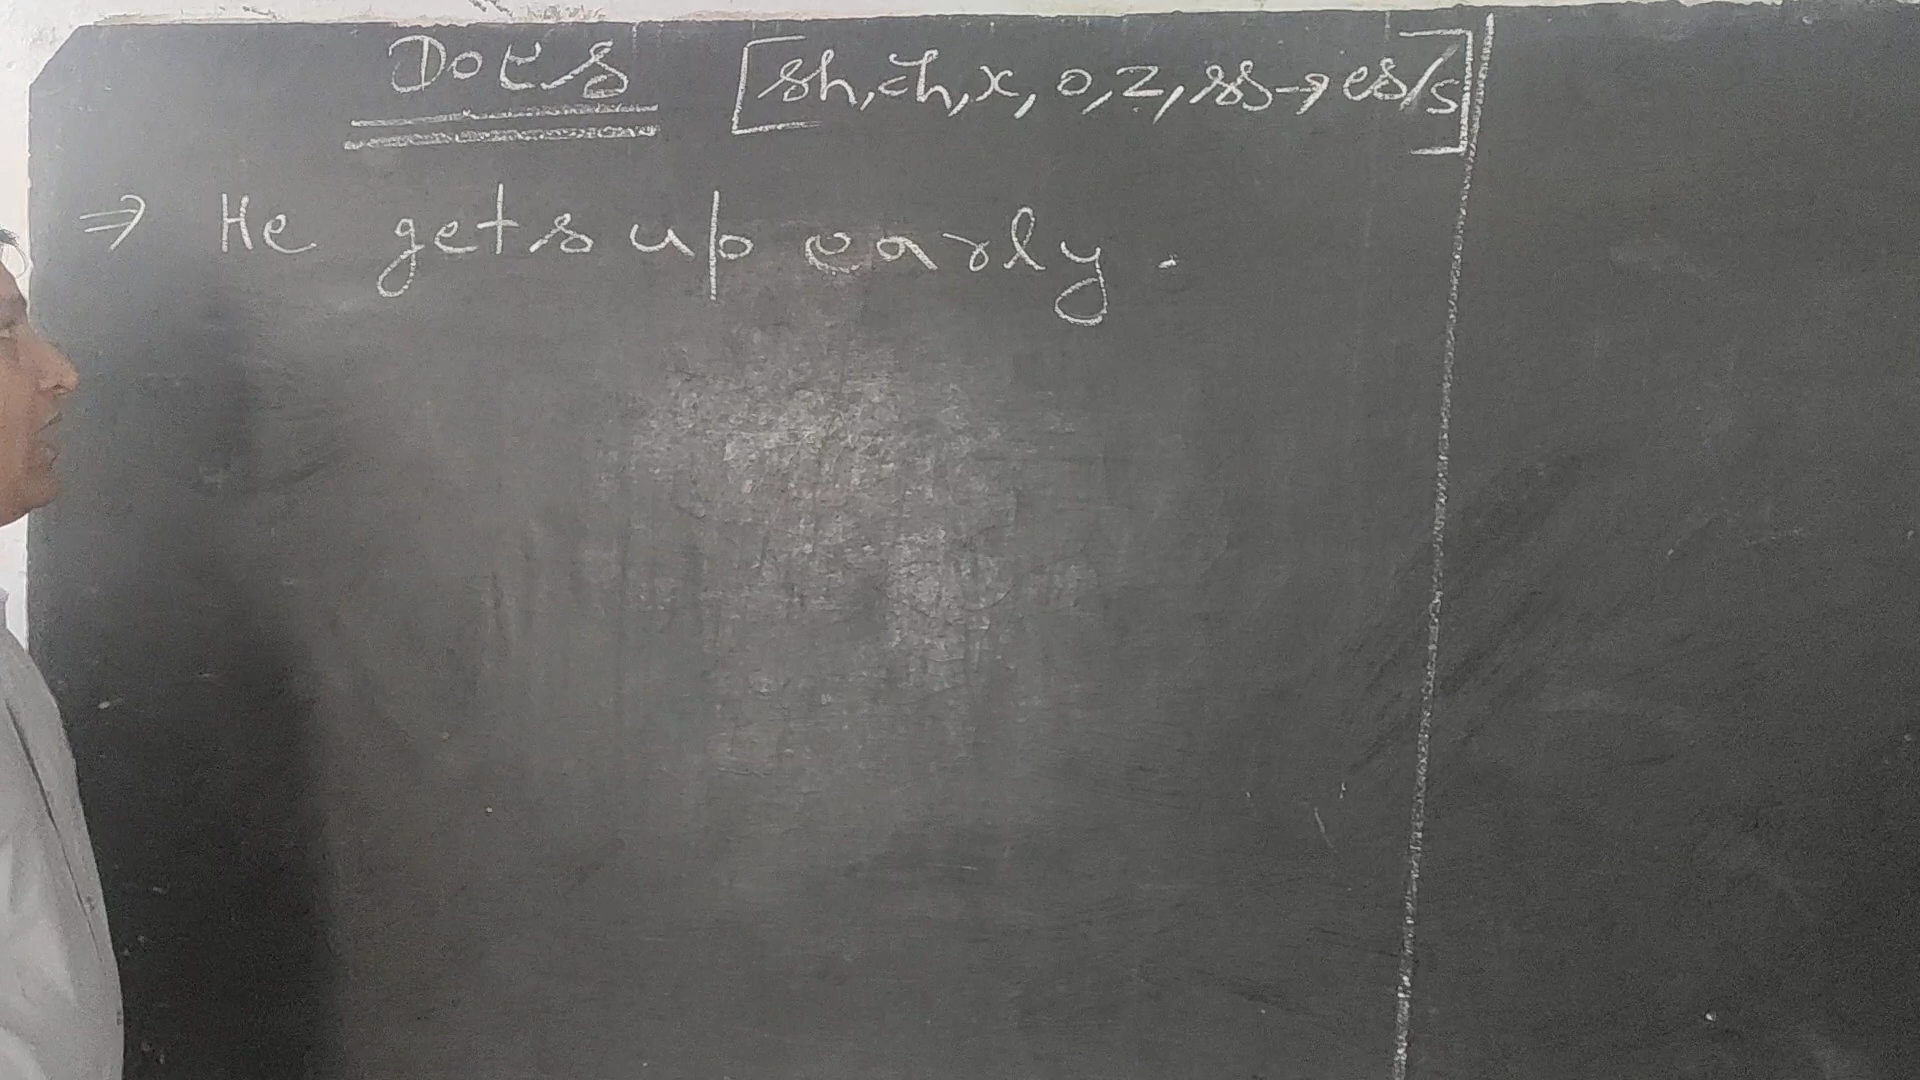 Does [sh, ch, x, o, z, ss → es/s]
⇒ He gets up early.